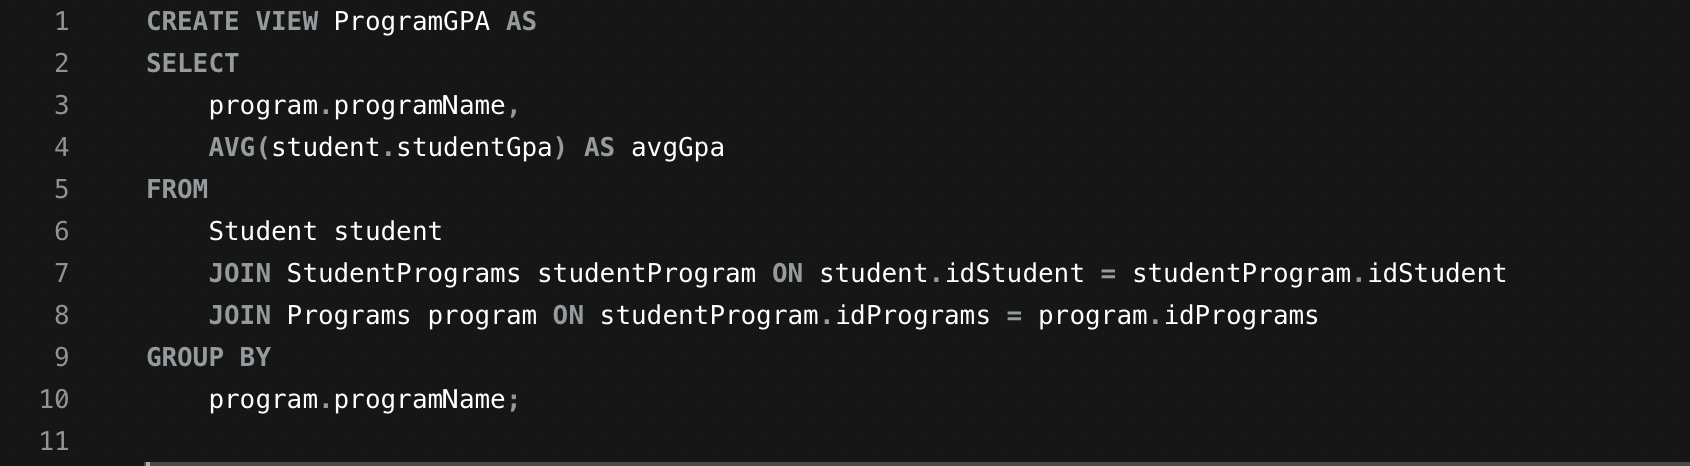 1 CREATE VIEW ProgramGPA AS
2 SELECT
3 program.programName,
4 AVG(student.studentGpa) AS avgGpa
5 FROM
6 Student student
7 JOIN StudentPrograms studentProgram ON student.idStudent = studentProgram.idStudent
8 JOIN Programs program ON studentProgram.idPrograms = program.idPrograms
9 GROUP BY
10 program.programName;
11